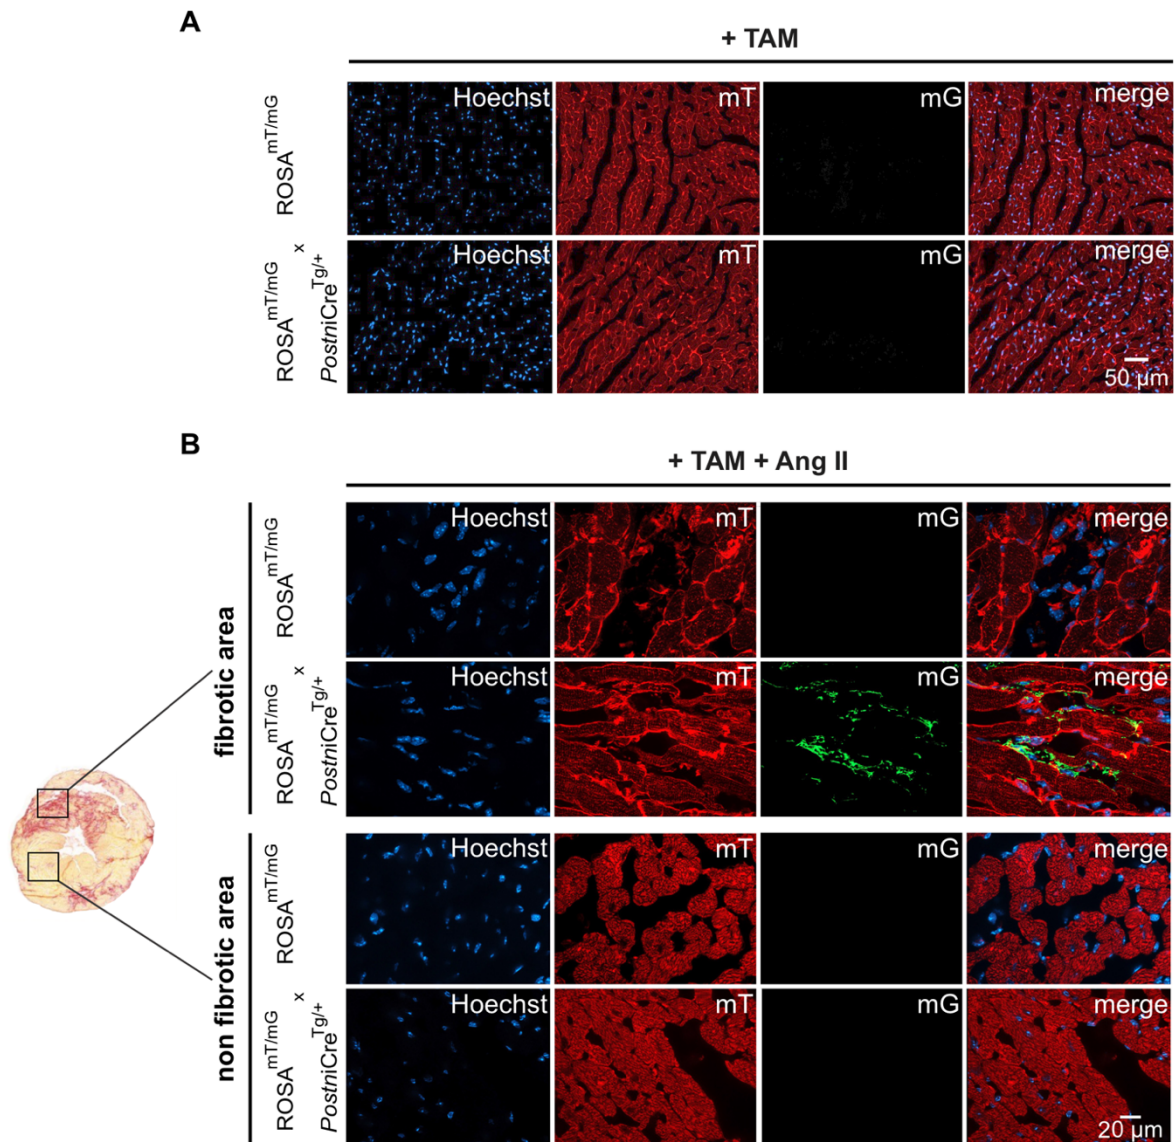 A
+ TAM
ROSA^mT/mG
Hoechst
mT
mG
merge
ROSA^mT/mG x
PostniCre^Tg/+
Hoechst
mT
mG
merge
50 µm
B
+ TAM + Ang II
fibrotic area
ROSA^mT/mG
Hoechst
mT
mG
merge
ROSA^mT/mG x
PostniCre^Tg/+
Hoechst
mT
mG
merge
non fibrotic area
ROSA^mT/mG
Hoechst
mT
mG
merge
ROSA^mT/mG x
PostniCre^Tg/+
Hoechst
mT
mG
merge
20 µm